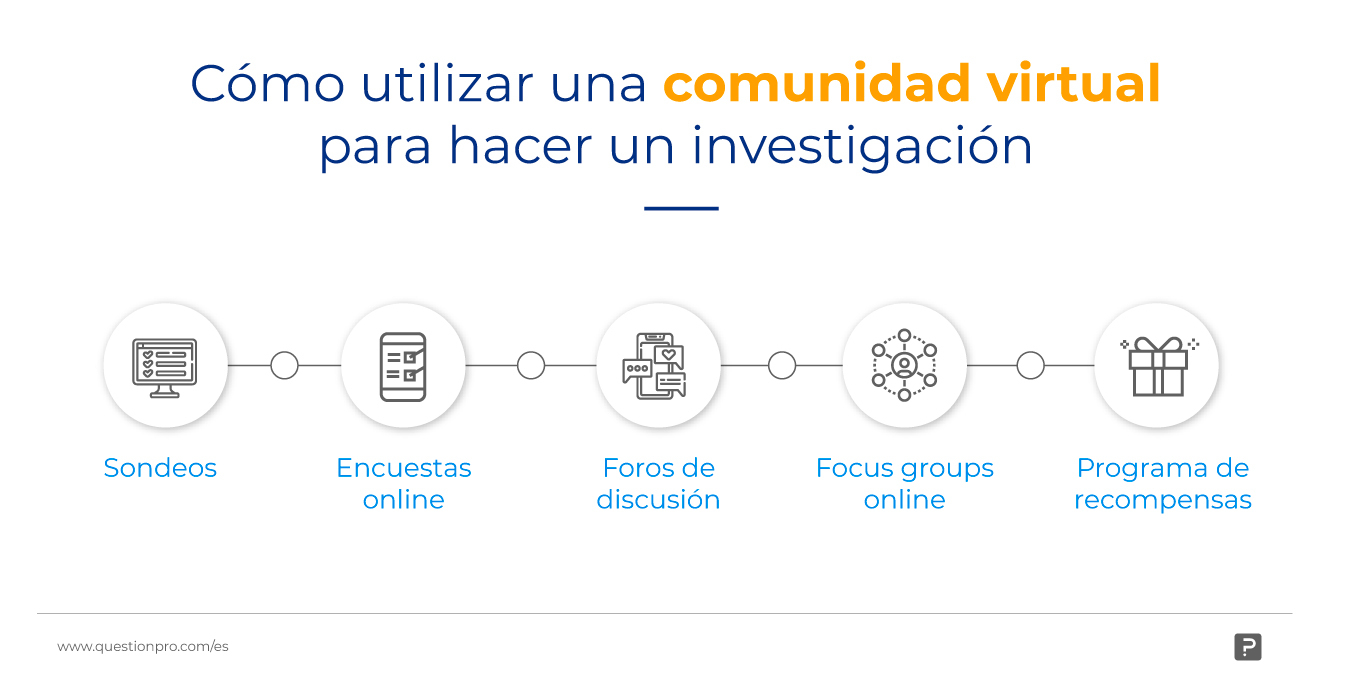 Cómo utilizar una comunidad virtual
para hacer un investigación
Sondeos
Encuestas
online
Foros de
discusión
Focus groups
online
Programa de
recompensas
www.questionpro.com/es